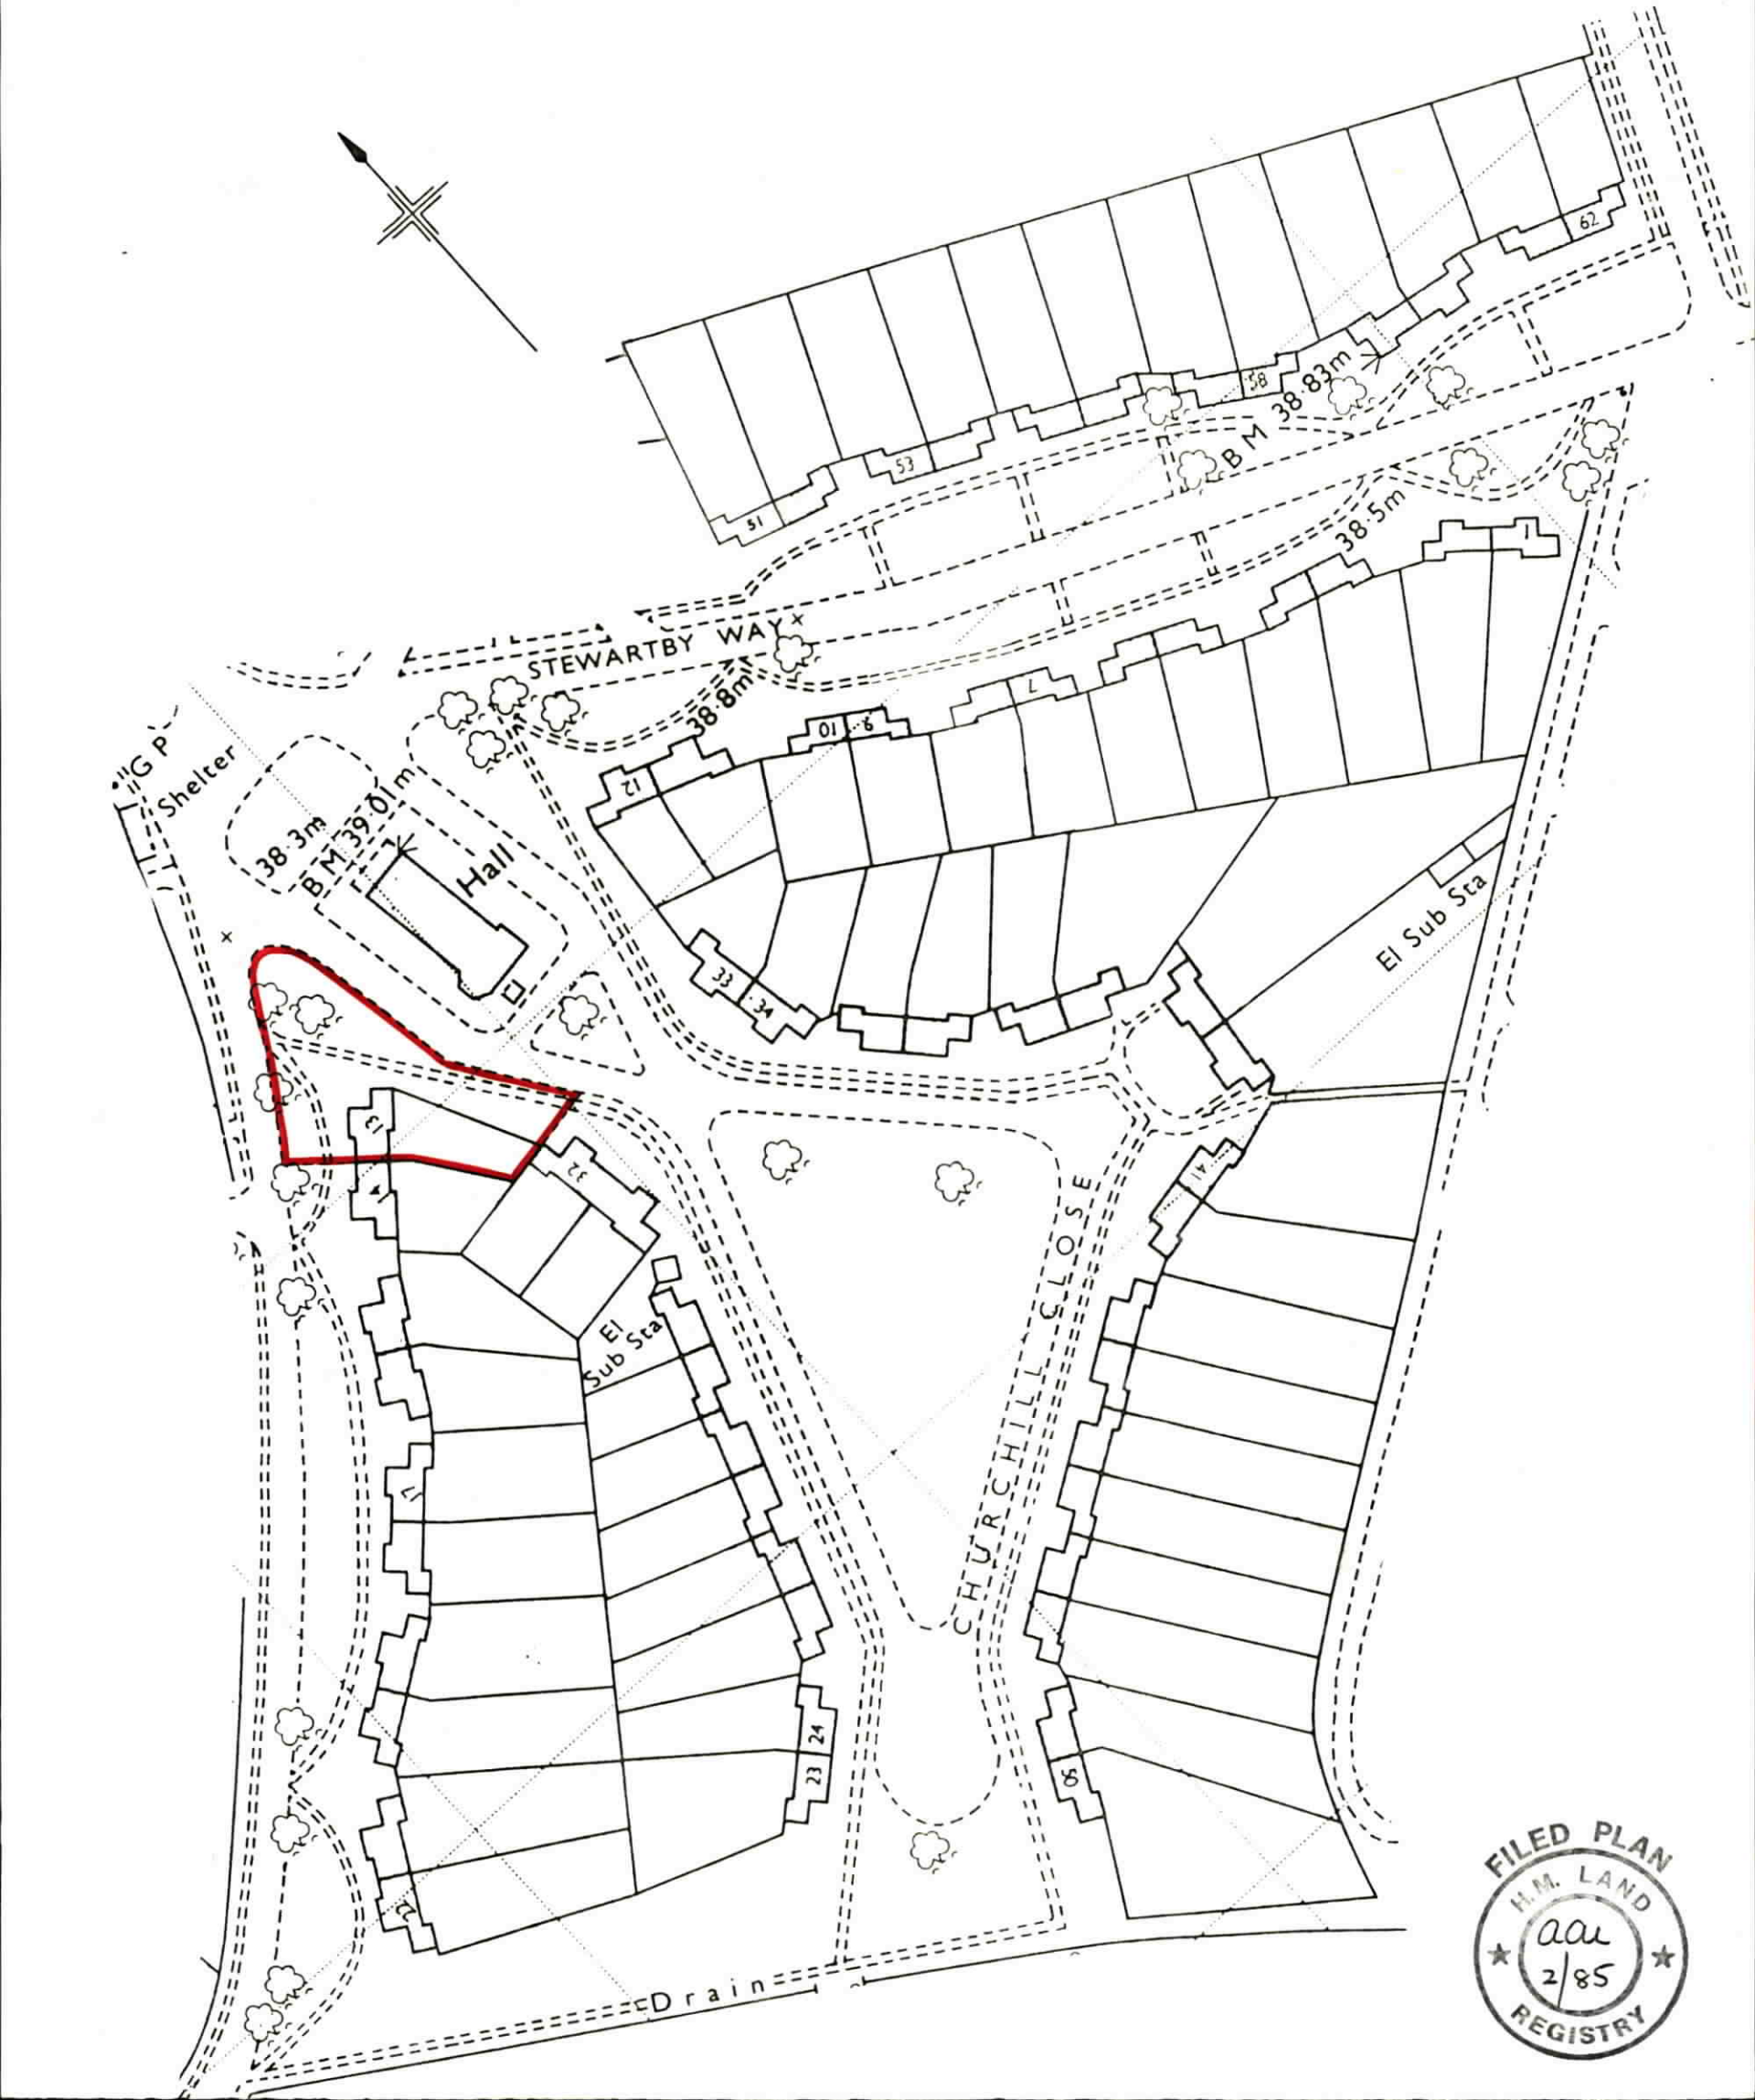 62
58
B M 38·83m
53
51
38·5m
1
STEWARTBY WAY
38·8m
7
10 9
12
G P
Shelter
38·3m
B M 39·01m
Hall
El Sub Sta
33
34
13
32
41
El
Sub Sta
CHURCHILL CLOSE
17
24
23
22
Drain
FILED PLAN
H.M. LAND
2/85
REGISTRY